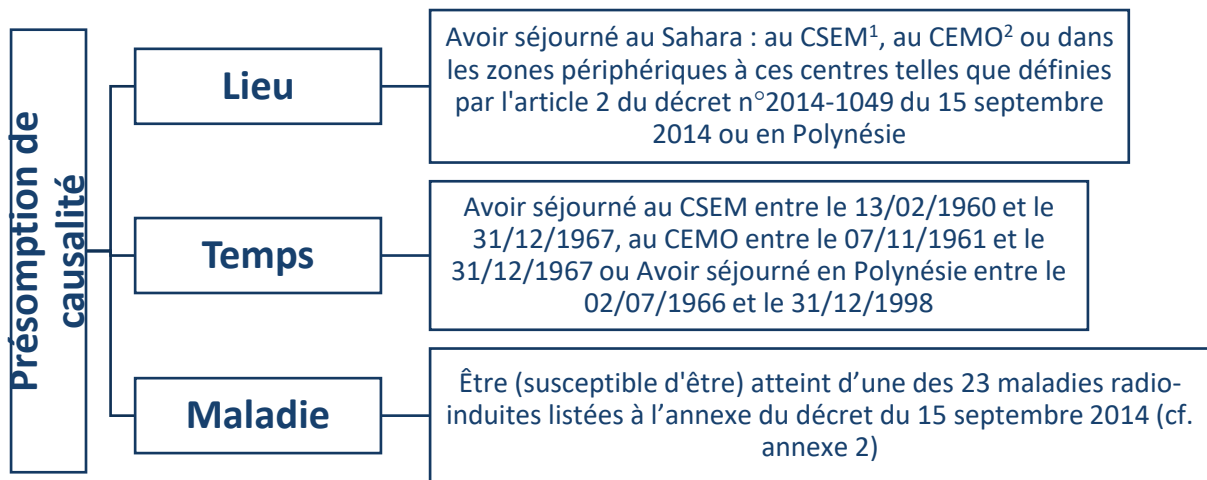 Présomption de
causalité
Lieu
Avoir séjourné au Sahara : au CSEM¹, au CEMO² ou dans
les zones périphériques à ces centres telles que définies
par l'article 2 du décret n°2014-1049 du 15 septembre
2014 ou en Polynésie
Temps
Avoir séjourné au CSEM entre le 13/02/1960 et le
31/12/1967, au CEMO entre le 07/11/1961 et le
31/12/1967 ou Avoir séjourné en Polynésie entre le
02/07/1966 et le 31/12/1998
Maladie
Être (susceptible d'être) atteint d’une des 23 maladies radio-
induites listées à l’annexe du décret du 15 septembre 2014 (cf.
annexe 2)